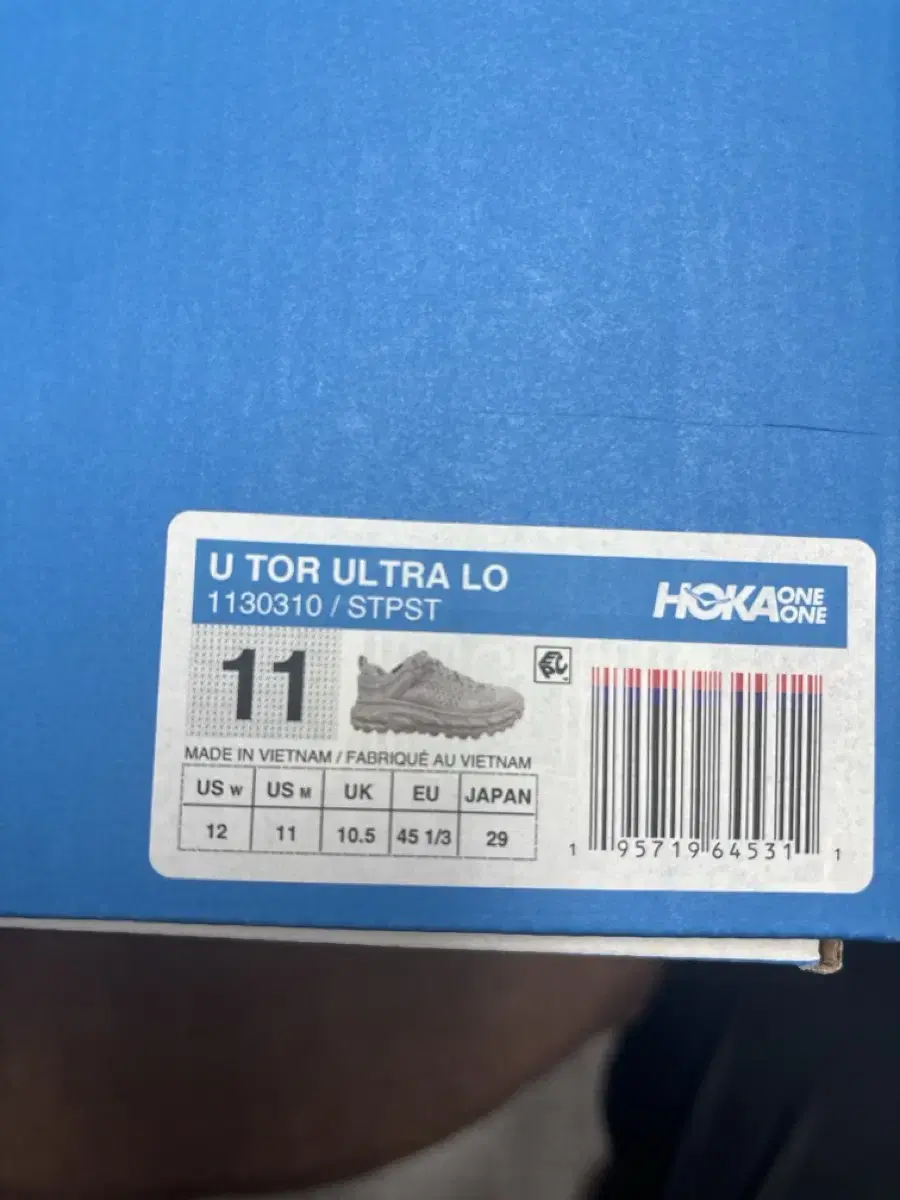 U TOR ULTRA LO
1130310 / STPST
HOKA ONE ONE
11
MADE IN VIETNAM / FABRIQUÉ AU VIETNAM
US W US M UK EU JAPAN
12 11 10.5 45 1/3 29
1 95719 64531 1